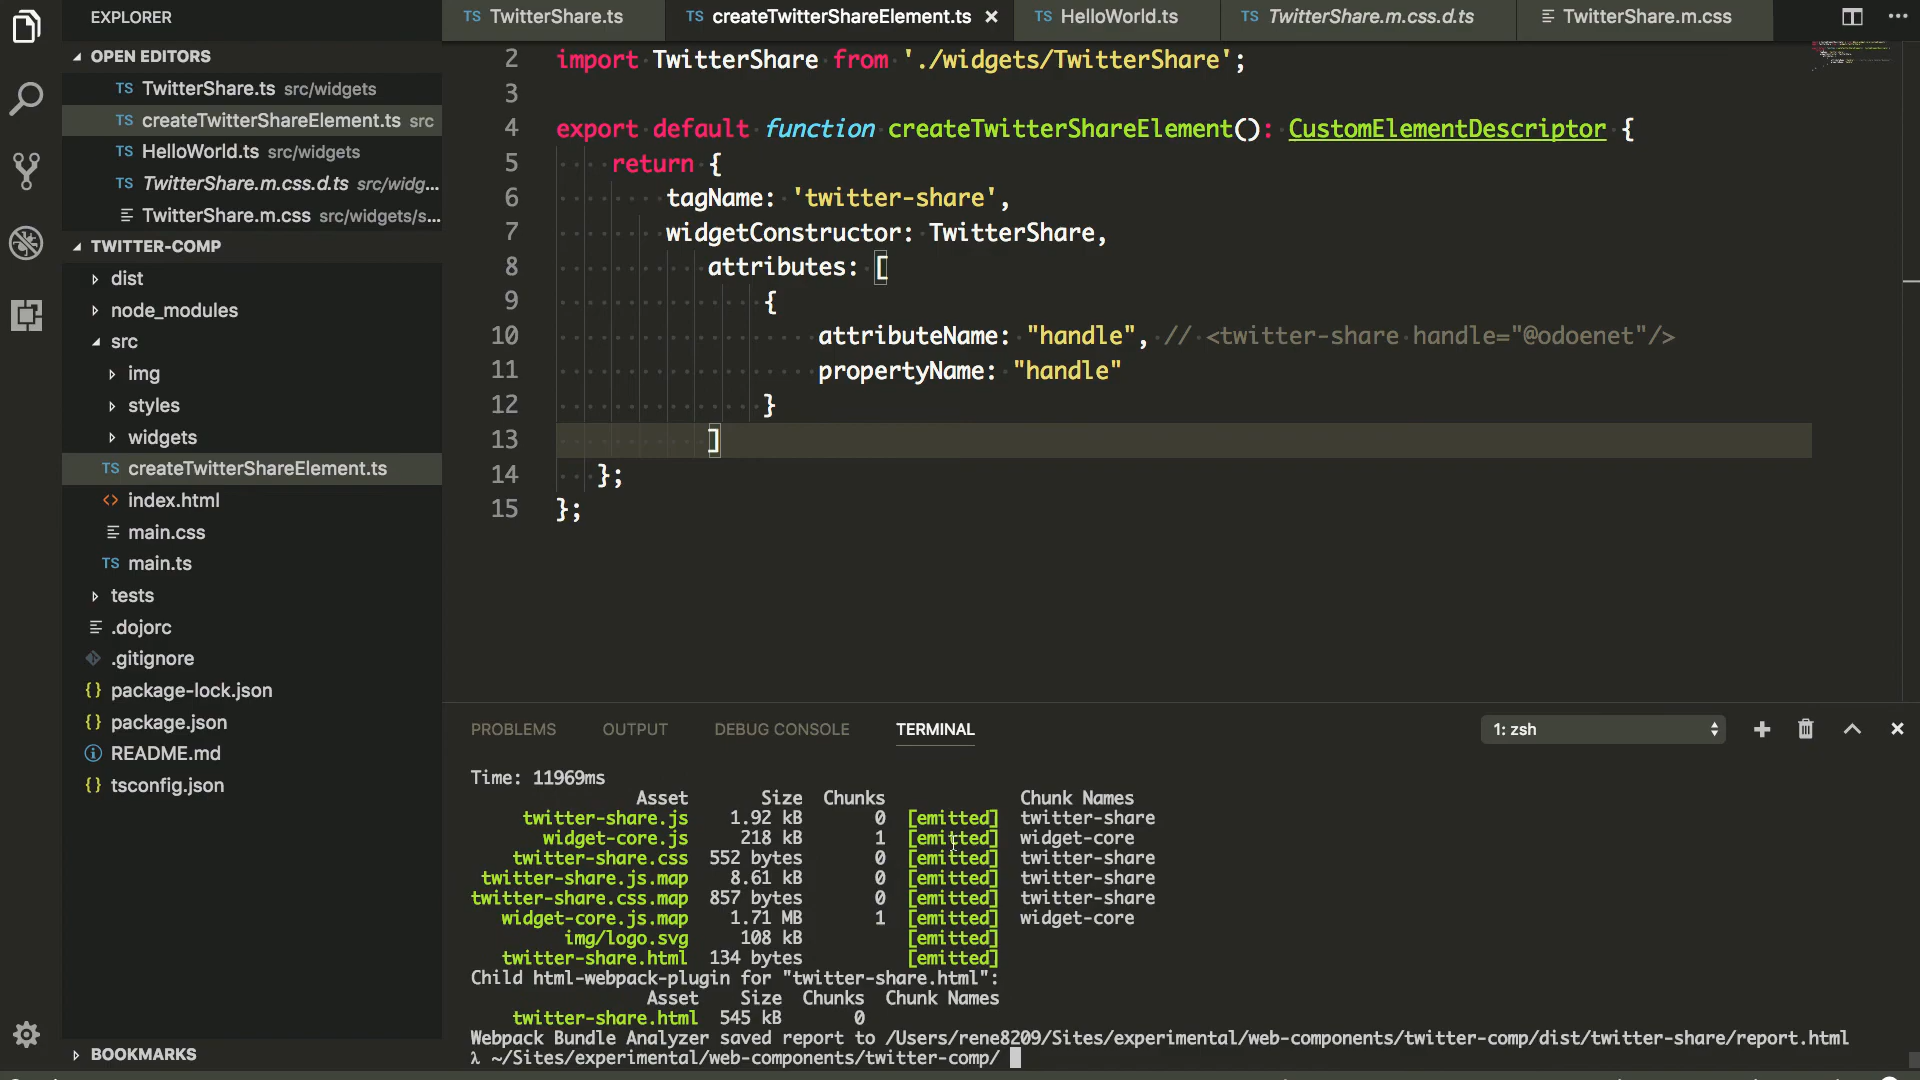 EXPLORER
OPEN EDITORS
TS TwitterShare.ts src/widgets
TS createTwitterShareElement.ts src
TS HelloWorld.ts src/widgets
TS TwitterShare.m.css.d.ts src/widg...
TwitterShare.m.css src/widgets/s...
TWITTER-COMP
dist
node_modules
src
img
styles
widgets
TS createTwitterShareElement.ts
<> index.html
main.css
TS main.ts
tests
.dojorc
.gitignore
{} package-lock.json
{} package.json
README.md
{} tsconfig.json
BOOKMARKS
TS TwitterShare.ts
TS createTwitterShareElement.ts
TS HelloWorld.ts
TS TwitterShare.m.css.d.ts
TwitterShare.m.css
2 import TwitterShare from './widgets/TwitterShare';
3
4 export default function createTwitterShareElement(): CustomElementDescriptor {
5 return {
6 tagName: 'twitter-share',
7 widgetConstructor: TwitterShare,
8 attributes: [
9 {
10 attributeName: "handle", // <twitter-share handle="@odoenet"/>
11 propertyName: "handle"
12 }
13 ]
14 };
15 };
PROBLEMS OUTPUT DEBUG CONSOLE TERMINAL 1: zsh
Time: 11969ms
Asset Size Chunks Chunk Names
twitter-share.js 1.92 kB 0 [emitted] twitter-share
widget-core.js 218 kB 1 [emitted] widget-core
twitter-share.css 552 bytes 0 [emitted] twitter-share
twitter-share.js.map 8.61 kB 0 [emitted] twitter-share
twitter-share.css.map 857 bytes 0 [emitted] twitter-share
widget-core.js.map 1.71 MB 1 [emitted] widget-core
img/logo.svg 108 kB [emitted]
twitter-share.html 134 bytes [emitted]
Child html-webpack-plugin for "twitter-share.html":
Asset Size Chunks Chunk Names
twitter-share.html 545 kB 0
Webpack Bundle Analyzer saved report to /Users/rene8209/Sites/experimental/web-components/twitter-comp/dist/twitter-share/report.html
λ ~/Sites/experimental/web-components/twitter-comp/